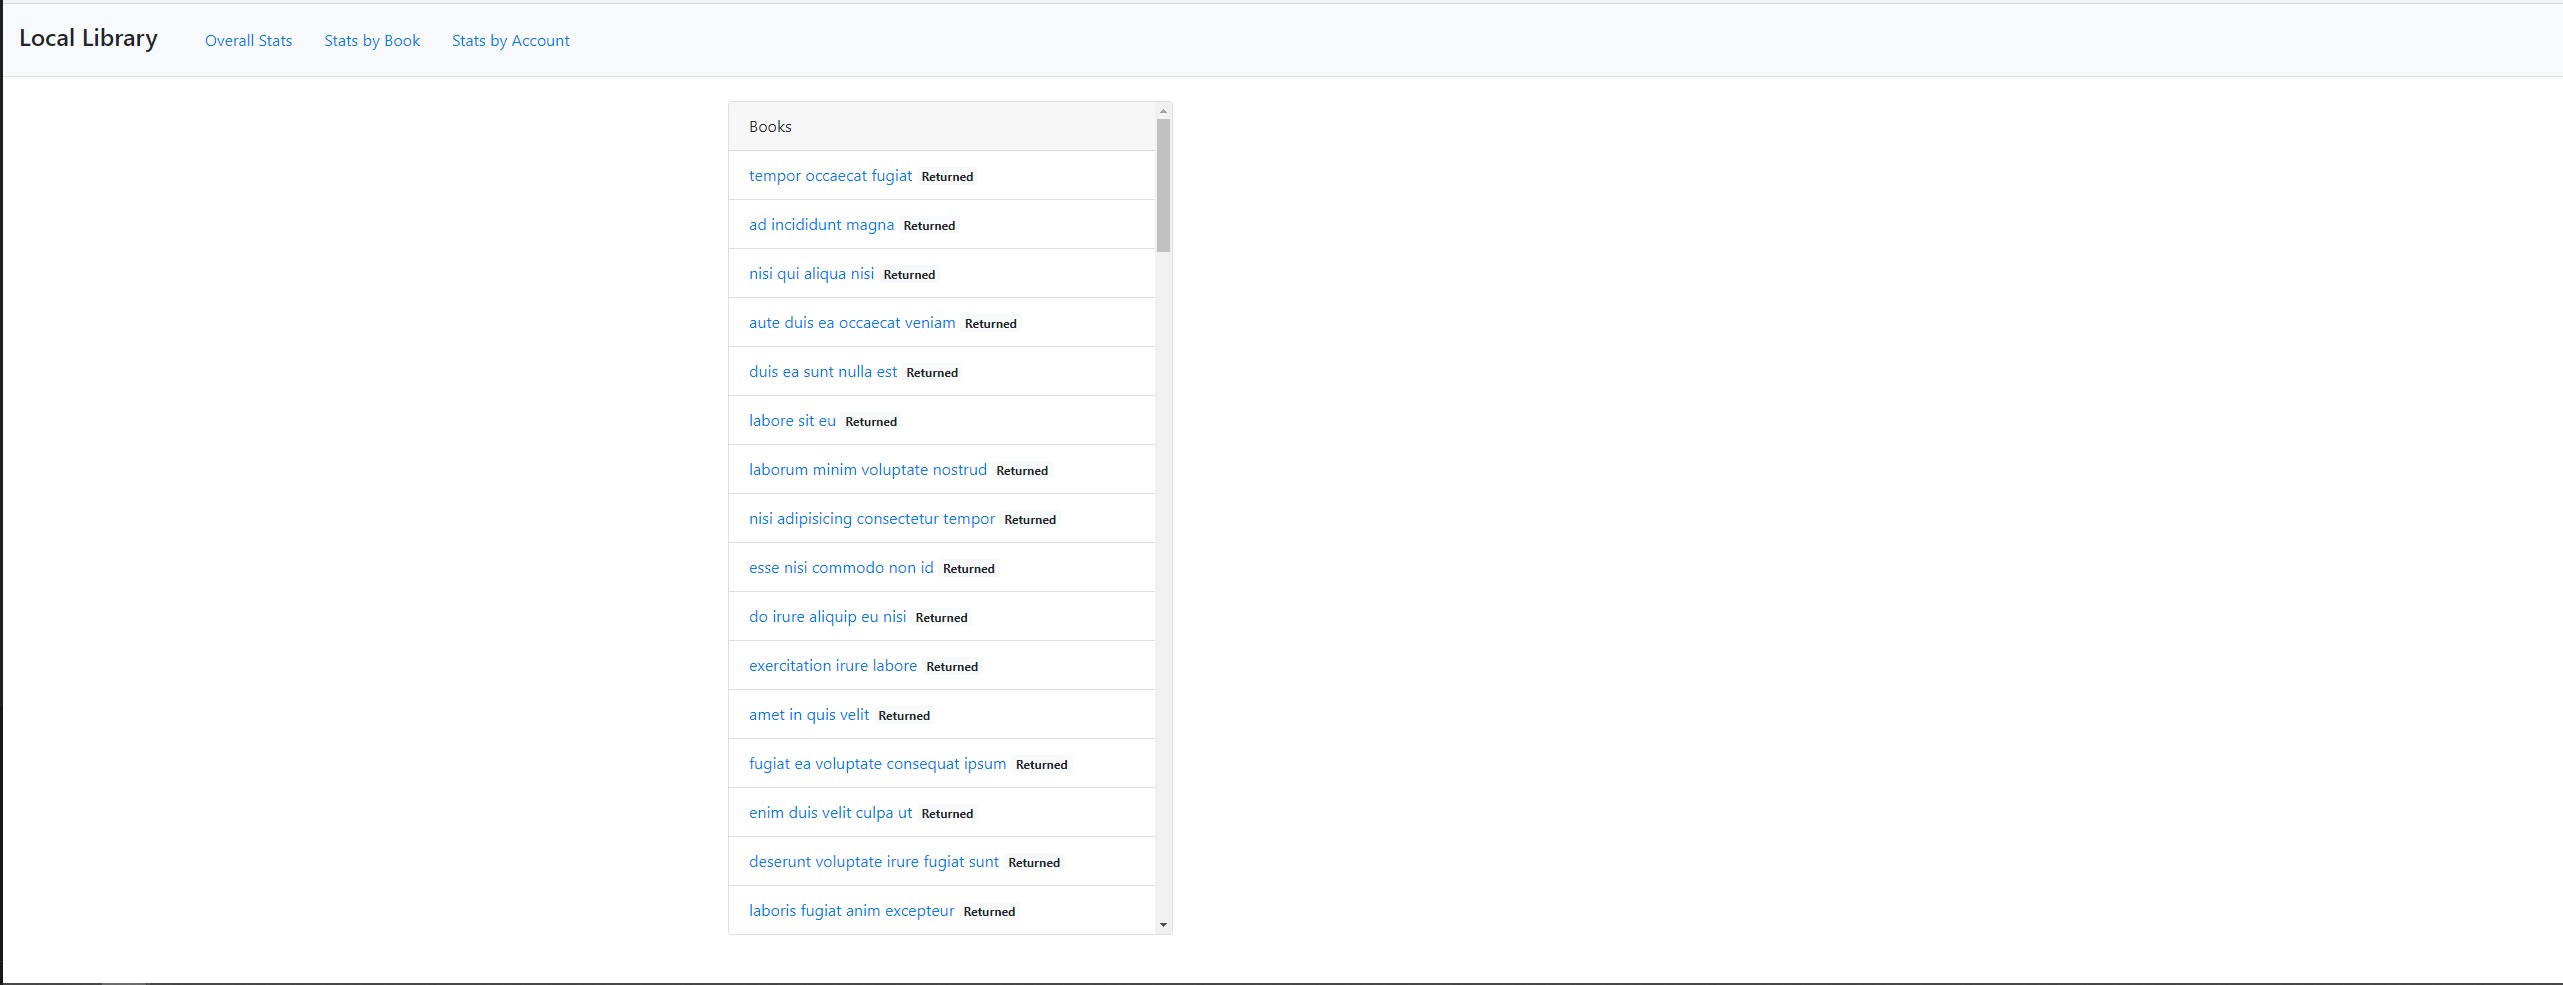 Local Library Overall Stats Stats by Book Stats by Account
Books
tempor occaecat fugiat Returned
ad incididunt magna Returned
nisi qui aliqua nisi Returned
aute duis ea occaecat veniam Returned
duis ea sunt nulla est Returned
labore sit eu Returned
laborum minim voluptate nostrud Returned
nisi adipisicing consectetur tempor Returned
esse nisi commodo non id Returned
do irure aliquip eu nisi Returned
exercitation irure labore Returned
amet in quis velit Returned
fugiat ea voluptate consequat ipsum Returned
enim duis velit culpa ut Returned
deserunt voluptate irure fugiat sunt Returned
laboris fugiat anim excepteur Returned